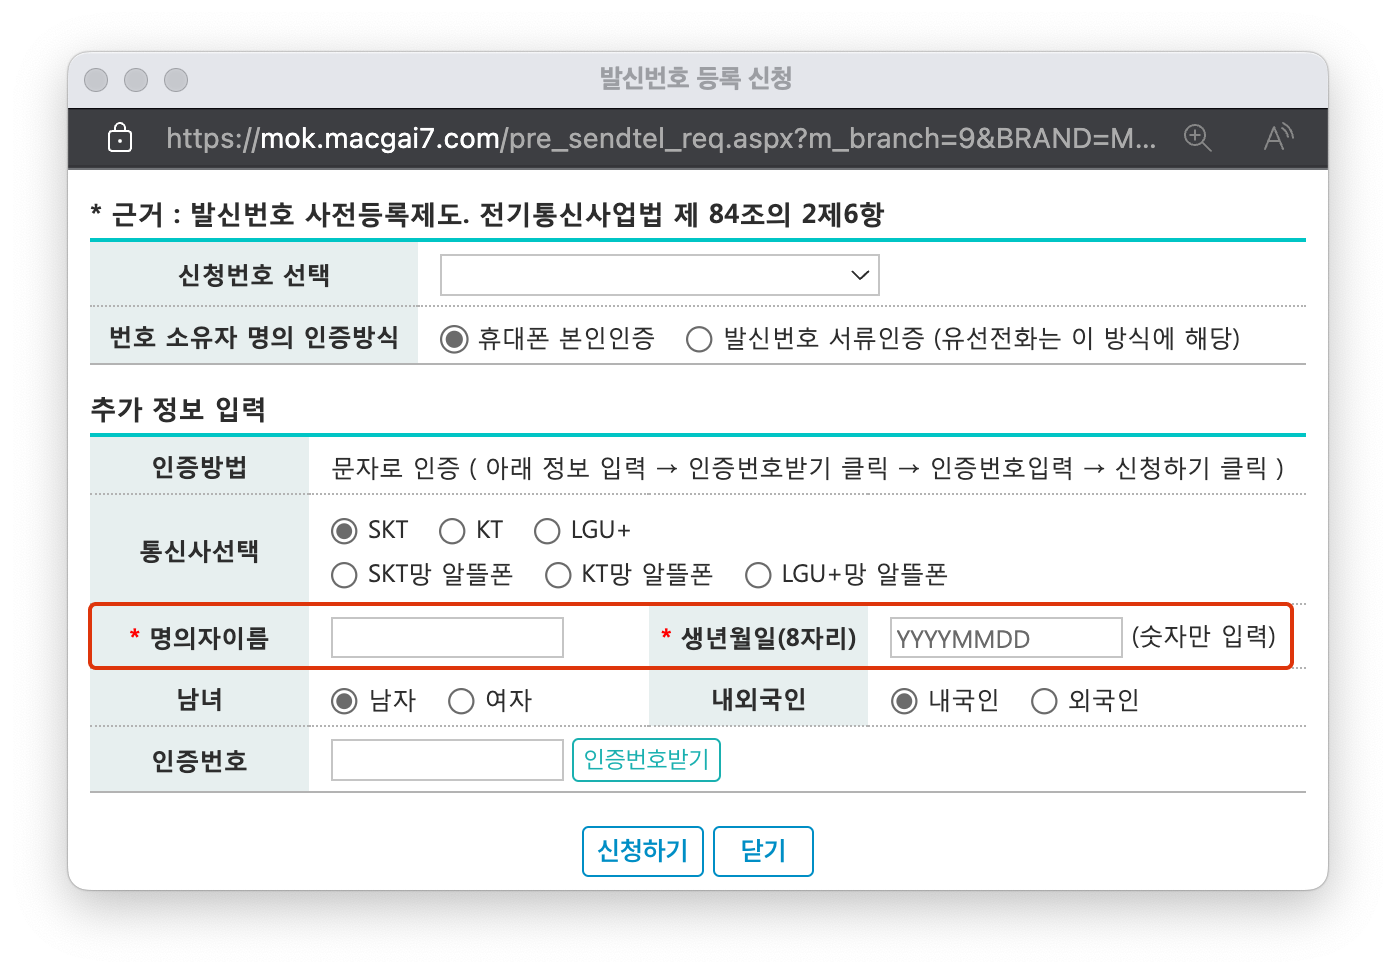 발신번호 등록 신청
https://mok.macgai7.com/pre_sendtel_req.aspx?m_branch=9&BRAND=M...
* 근거 : 발신번호 사전등록제도. 전기통신사업법 제 84조의 2제6항
신청번호 선택
번호 소유자 명의 인증방식 휴대폰 본인인증 발신번호 서류인증 (유선전화는 이 방식에 해당)
추가 정보 입력
인증방법 문자로 인증 ( 아래 정보 입력 → 인증번호받기 클릭 → 인증번호입력 → 신청하기 클릭 )
통신사선택 SKT KT LGU+
SKT망 알뜰폰 KT망 알뜰폰 LGU+망 알뜰폰
* 명의자이름 * 생년월일(8자리) YYYYMMDD (숫자만 입력)
남녀 남자 여자 내외국인 내국인 외국인
인증번호 인증번호받기
신청하기 닫기